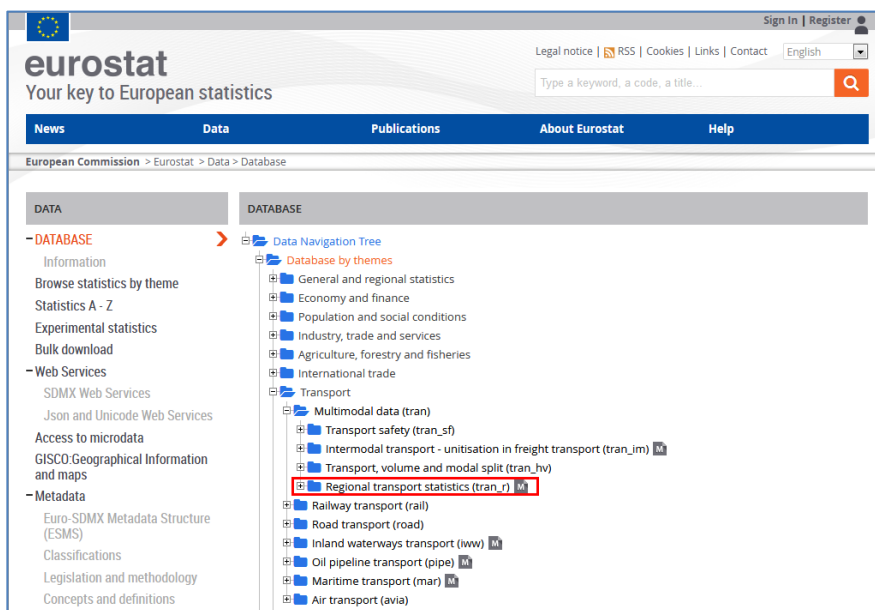 Sign In | Register
Legal notice | RSS | Cookies | Links | Contact English
eurostat
Your key to European statistics
Type a keyword, a code, a title...
News Data Publications About Eurostat Help
European Commission > Eurostat > Data > Database
DATA
DATABASE
Information
Browse statistics by theme
Statistics A - Z
Experimental statistics
Bulk download
Web Services
SDMX Web Services
Json and Unicode Web Services
Access to microdata
GISCO:Geographical Information
and maps
Metadata
Euro-SDMX Metadata Structure
(ESMS)
Classifications
Legislation and methodology
Concepts and definitions
DATABASE
Data Navigation Tree
Database by themes
General and regional statistics
Economy and finance
Population and social conditions
Industry, trade and services
Agriculture, forestry and fisheries
International trade
Transport
Multimodal data (tran)
Transport safety (tran_sf)
Intermodal transport - unitisation in freight transport (tran_im) M
Transport, volume and modal split (tran_hv)
Regional transport statistics (tran_r) M
Railway transport (rail)
Road transport (road)
Inland waterways transport (iww) M
Oil pipeline transport (pipe) M
Maritime transport (mar) M
Air transport (avia)